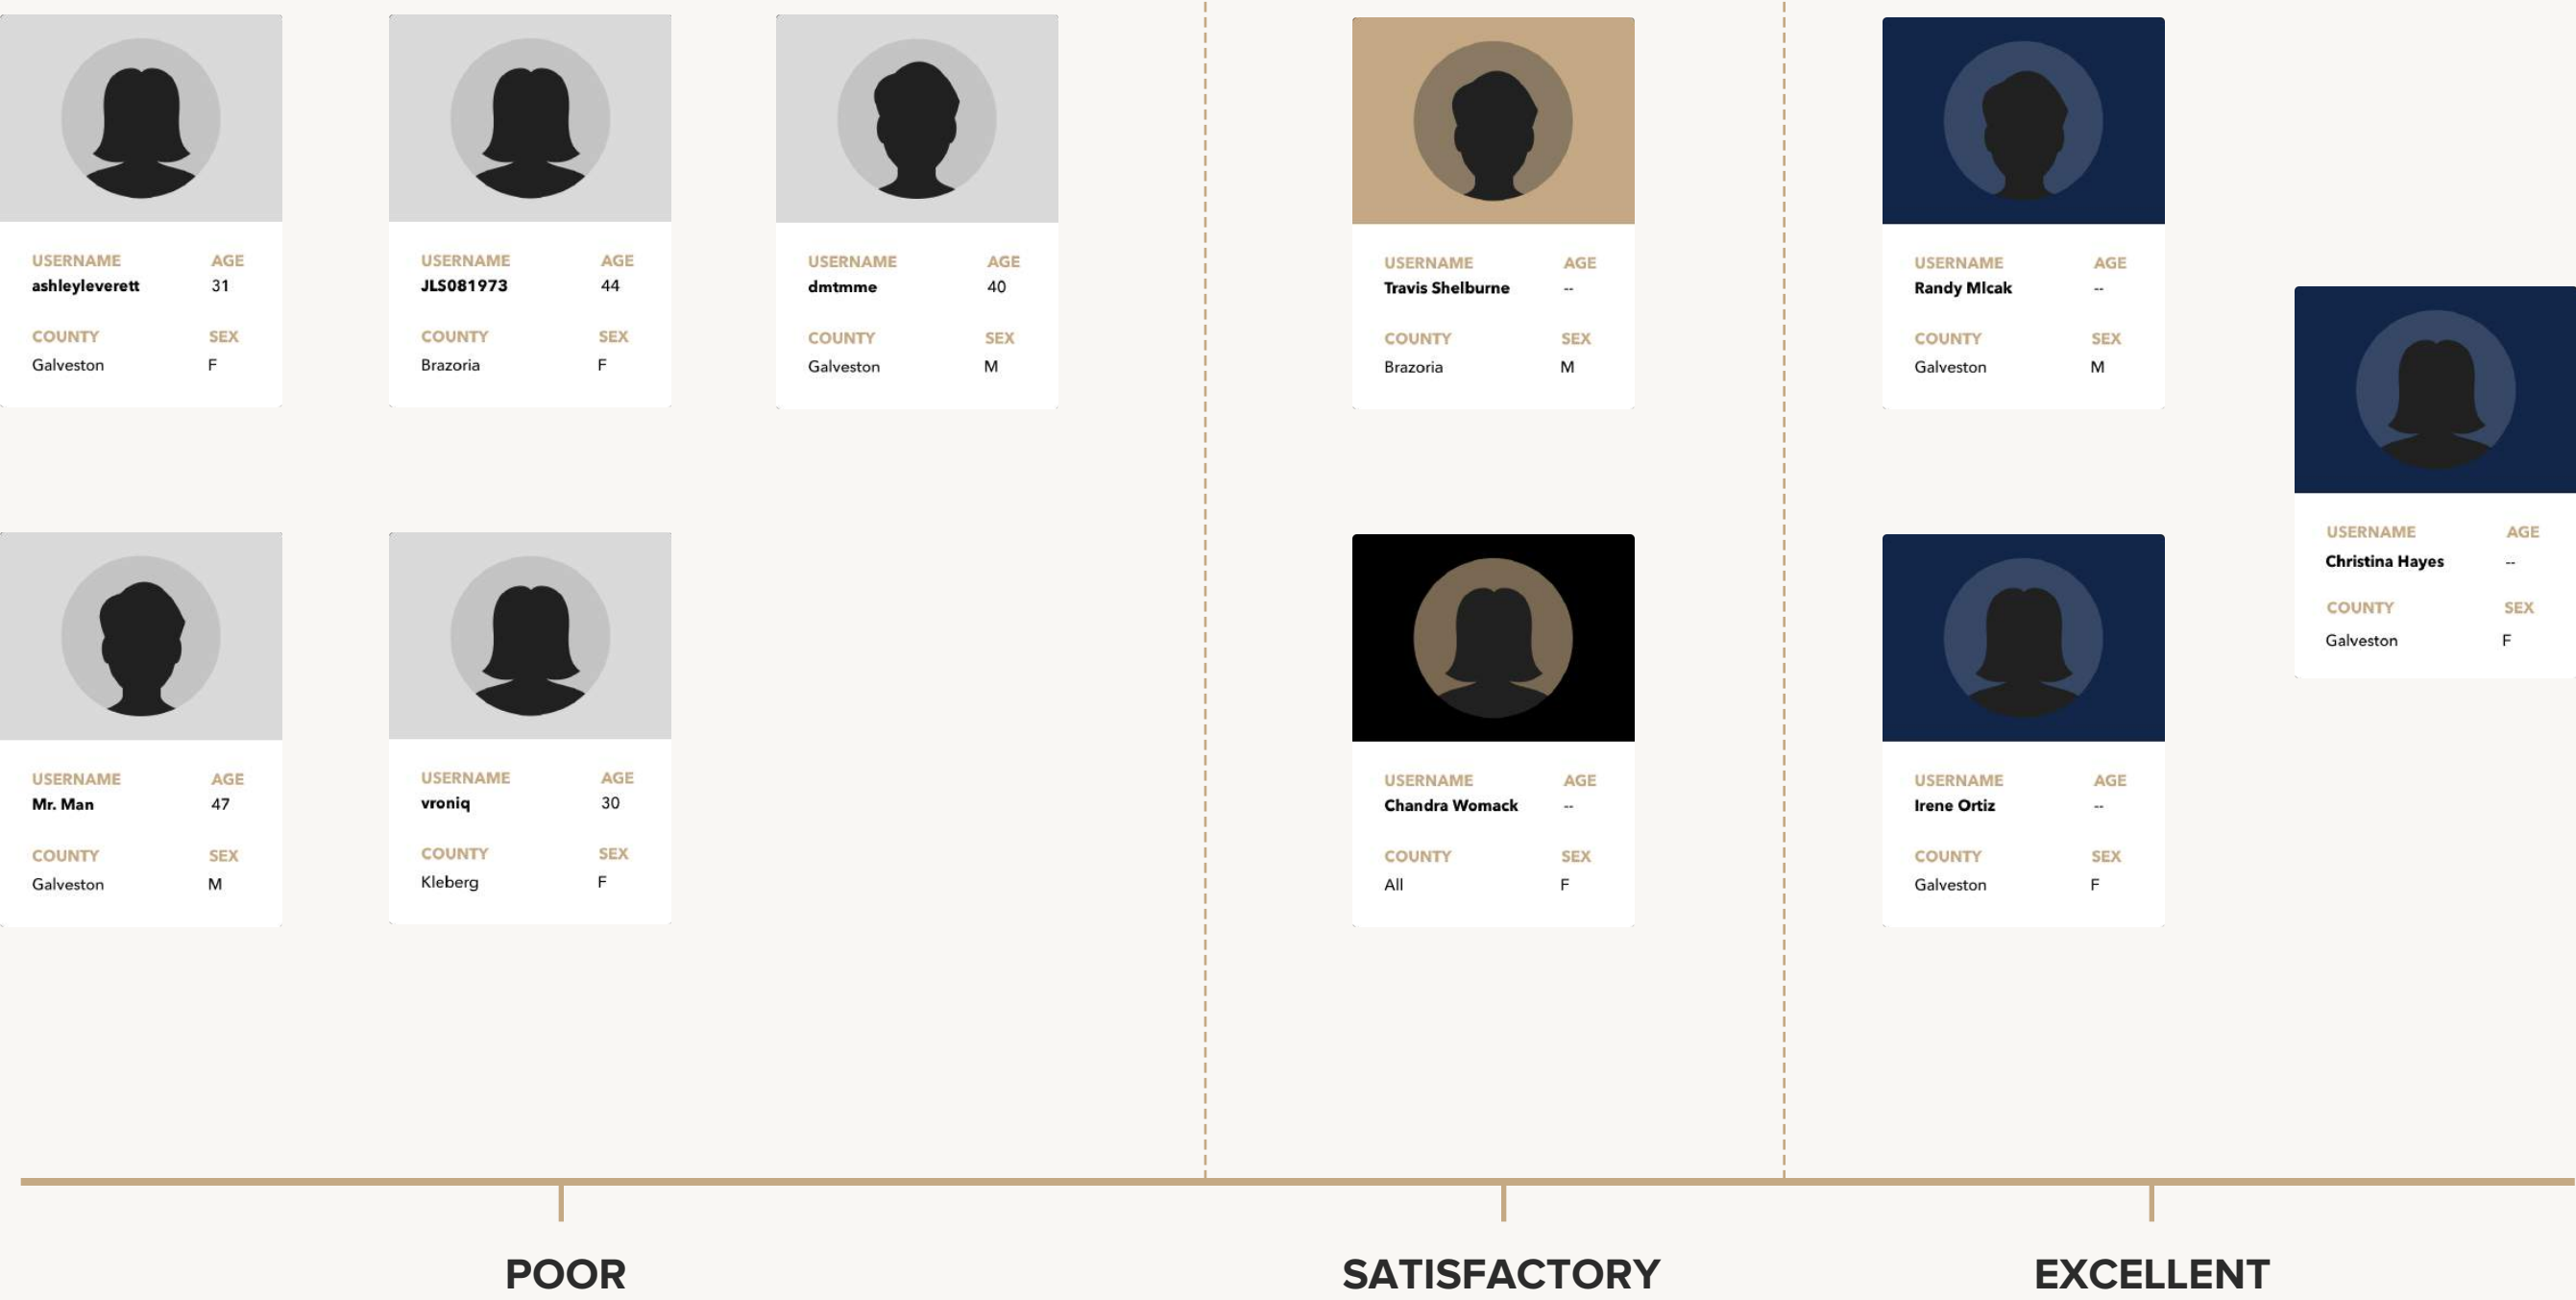 USERNAME AGE
ashleyleverett 31
COUNTY SEX
Galveston F
USERNAME AGE
JLS081973 44
COUNTY SEX
Brazoria F
USERNAME AGE
dmtmme 40
COUNTY SEX
Galveston M
USERNAME AGE
Mr. Man 47
COUNTY SEX
Galveston M
USERNAME AGE
vroniq 30
COUNTY SEX
Kleberg F
USERNAME AGE
Travis Shelburne --
COUNTY SEX
Brazoria M
USERNAME AGE
Chandra Womack --
COUNTY SEX
All F
USERNAME AGE
Randy Mlcak --
COUNTY SEX
Galveston M
USERNAME AGE
Irene Ortiz --
COUNTY SEX
Galveston F
USERNAME AGE
Christina Hayes --
COUNTY SEX
Galveston F
POOR
SATISFACTORY
EXCELLENT